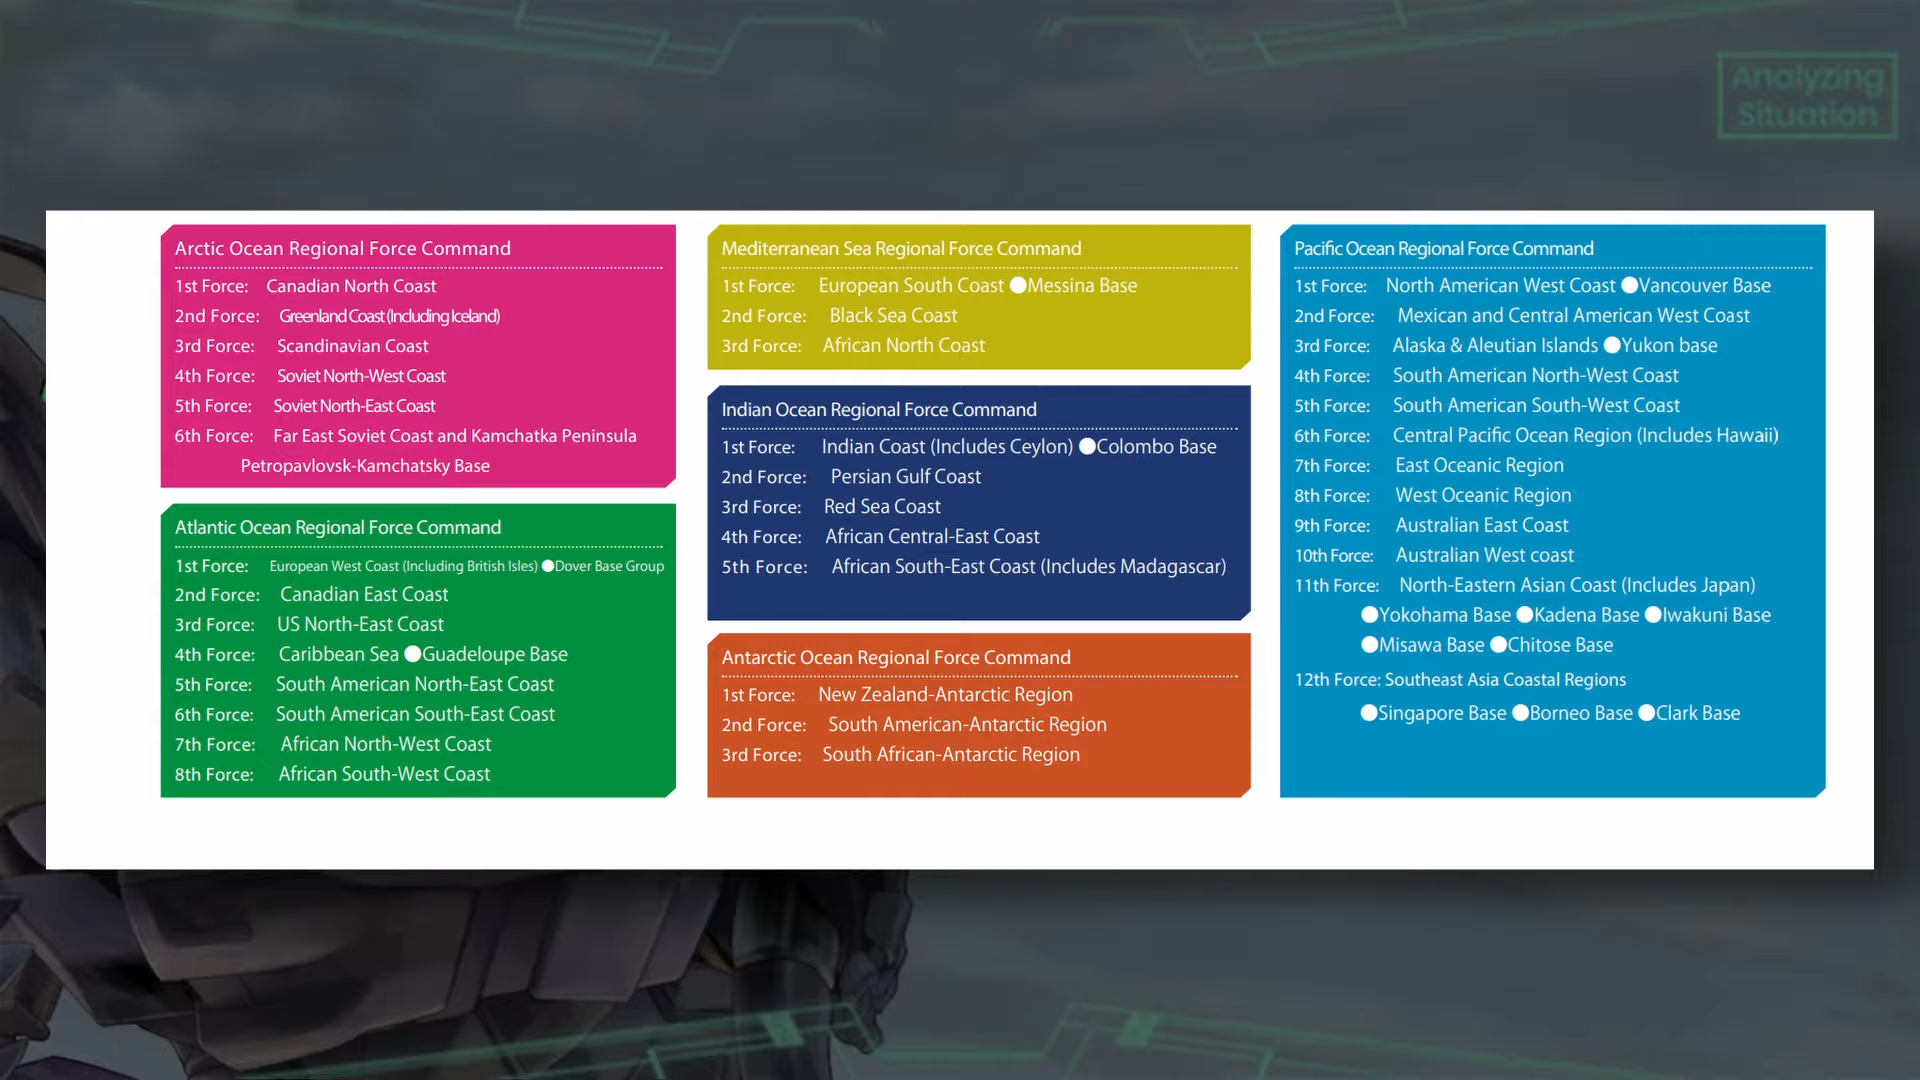 Analyzing
Situation
Arctic Ocean Regional Force Command
1st Force: Canadian North Coast
2nd Force: Greenland Coast (Including Iceland)
3rd Force: Scandinavian Coast
4th Force: Soviet North-West Coast
5th Force: Soviet North-East Coast
6th Force: Far East Soviet Coast and Kamchatka Peninsula
Petropavlovsk-Kamchatsky Base
Atlantic Ocean Regional Force Command
1st Force: European West Coast (Including British Isles) ●Dover Base Group
2nd Force: Canadian East Coast
3rd Force: US North-East Coast
4th Force: Caribbean Sea ●Guadeloupe Base
5th Force: South American North-East Coast
6th Force: South American South-East Coast
7th Force: African North-West Coast
8th Force: African South-West Coast
Mediterranean Sea Regional Force Command
1st Force: European South Coast ●Messina Base
2nd Force: Black Sea Coast
3rd Force: African North Coast
Indian Ocean Regional Force Command
1st Force: Indian Coast (Includes Ceylon) ●Colombo Base
2nd Force: Persian Gulf Coast
3rd Force: Red Sea Coast
4th Force: African Central-East Coast
5th Force: African South-East Coast (Includes Madagascar)
Antarctic Ocean Regional Force Command
1st Force: New Zealand-Antarctic Region
2nd Force: South American-Antarctic Region
3rd Force: South African-Antarctic Region
Pacific Ocean Regional Force Command
1st Force: North American West Coast ●Vancouver Base
2nd Force: Mexican and Central American West Coast
3rd Force: Alaska & Aleutian Islands ●Yukon base
4th Force: South American North-West Coast
5th Force: South American South-West Coast
6th Force: Central Pacific Ocean Region (Includes Hawaii)
7th Force: East Oceanic Region
8th Force: West Oceanic Region
9th Force: Australian East Coast
10th Force: Australian West coast
11th Force: North-Eastern Asian Coast (Includes Japan)
●Yokohama Base ●Kadena Base ●Iwakuni Base
●Misawa Base ●Chitose Base
12th Force: Southeast Asia Coastal Regions
●Singapore Base ●Borneo Base ●Clark Base